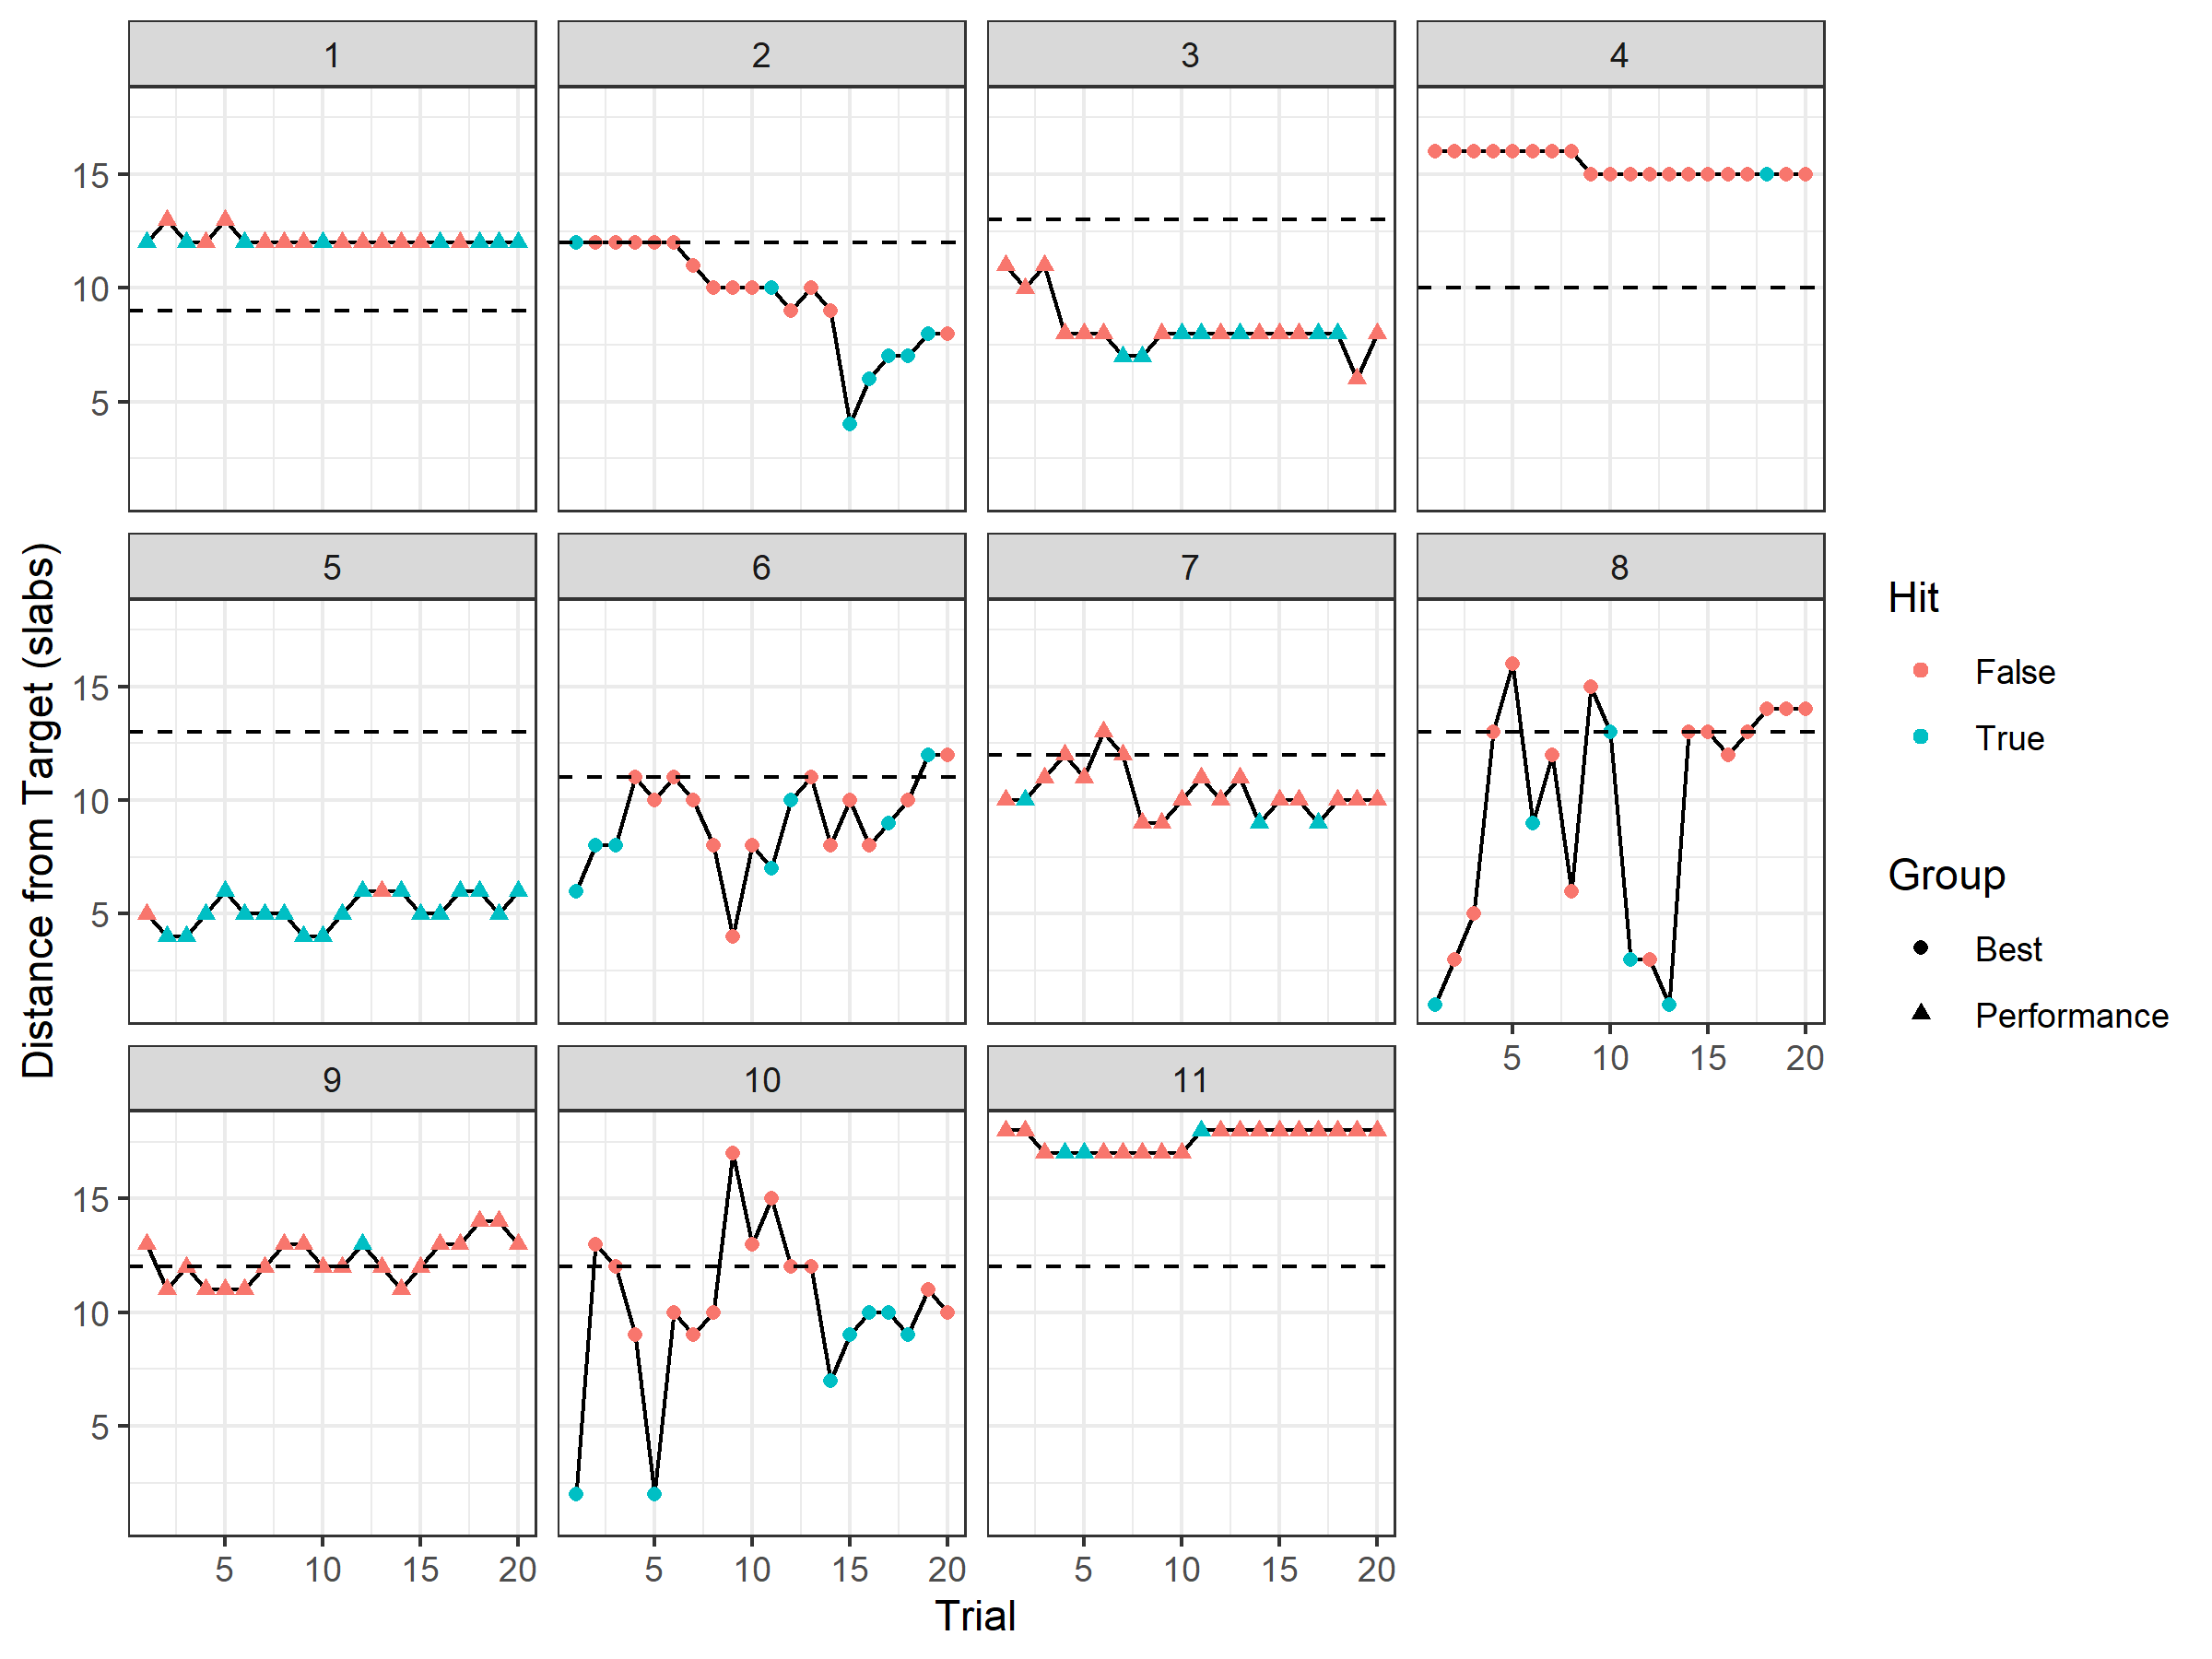 1 2 3 4
15
10
5
5 6 7 8
15
10
5
5 10 15 20
9 10 11
15
10
5
5 10 15 20 5 10 15 20 5 10 15 20
Trial
Distance from Target (slabs)
Hit
False
True
Group
Best
Performance